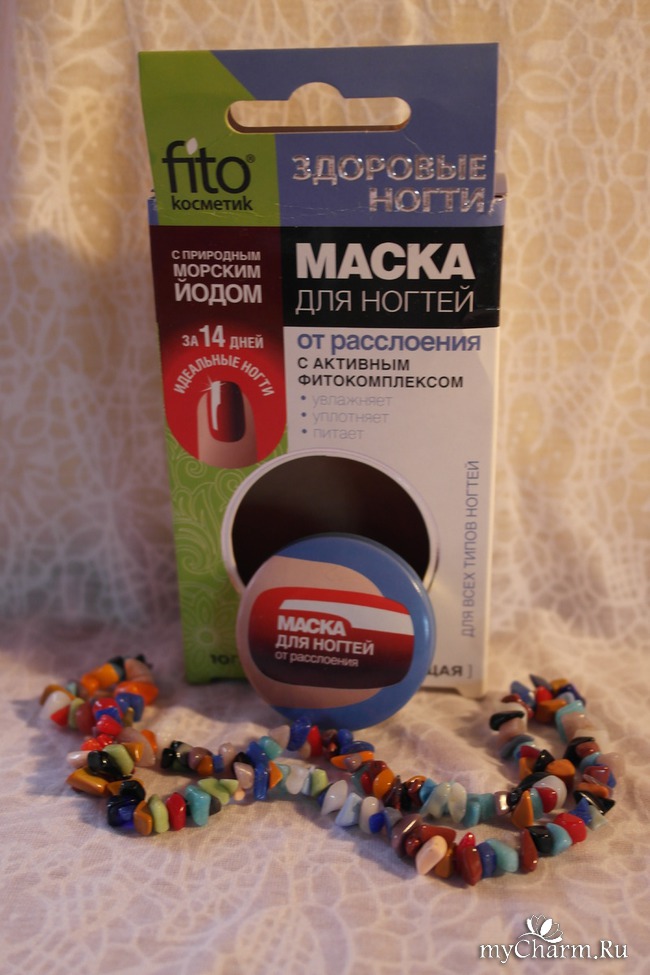 fito®
косметик
ЗДОРОВЫЕ
НОГТИ
С ПРИРОДНЫМ
МОРСКИМ
ЙОДОМ
ЗА 14 ДНЕЙ
ИДЕАЛЬНЫЕ НОГТИ
МАСКА
ДЛЯ НОГТЕЙ
от расслоения
С АКТИВНЫМ
ФИТОКОМПЛЕКСОМ
• увлажняет
• уплотняет
• питает
ДЛЯ ВСЕХ ТИПОВ НОГТЕЙ
МАСКА
ДЛЯ НОГТЕЙ
от расслоения
myCharm.Ru